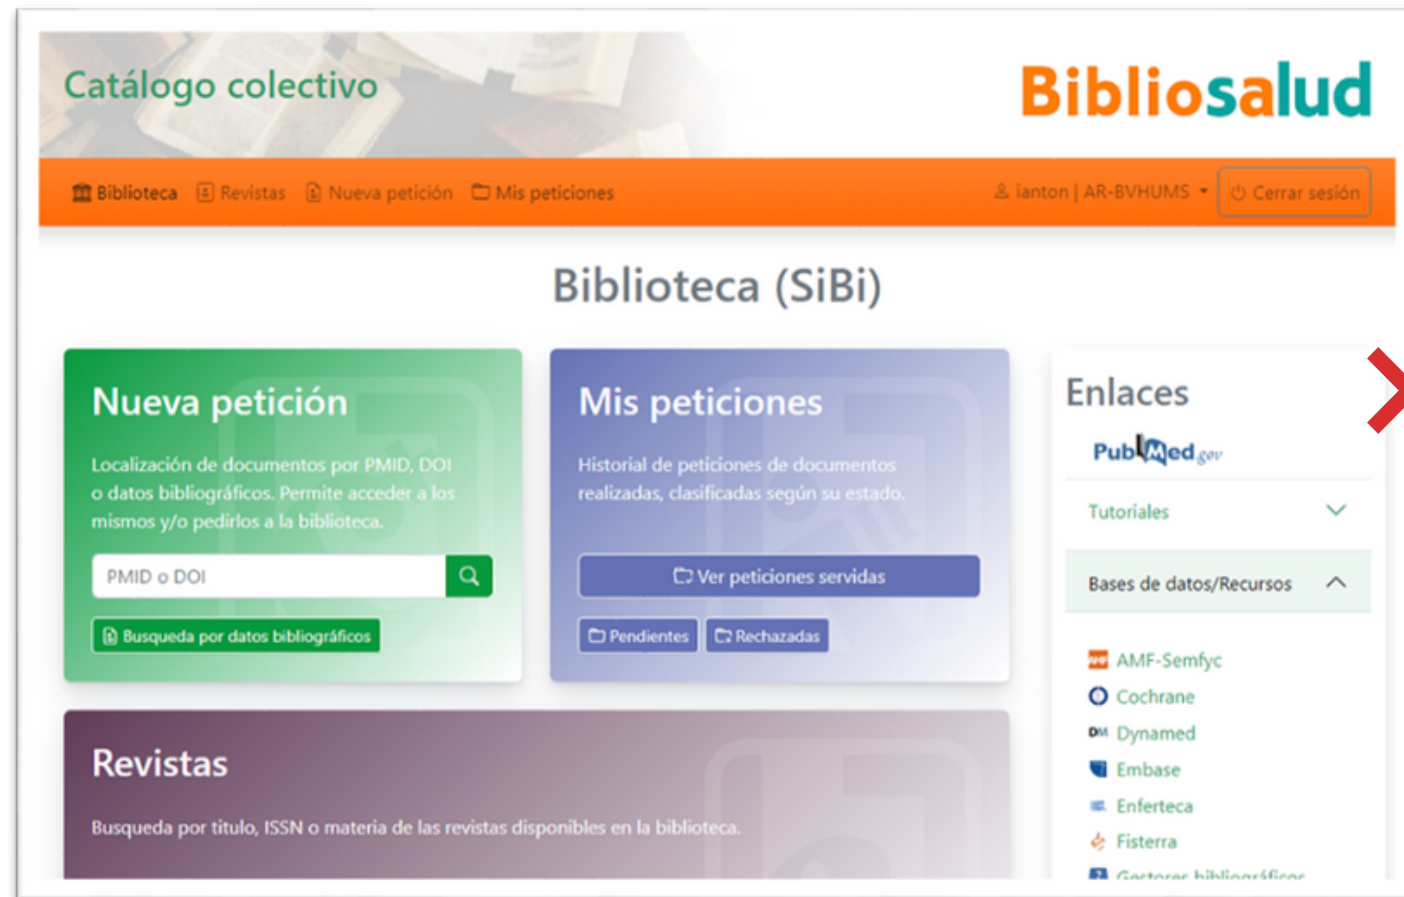 Catálogo colectivo
Bibliosalud
Biblioteca Revistas Nueva petición Mis peticiones
ianton | AR-BVHUMS Cerrar sesión
Biblioteca (SiBi)
Nueva petición
Localización de documentos por PMID, DOI
o datos bibliográficos. Permite acceder a los
mismos y/o pedirlos a la biblioteca.
PMID o DOI
Busqueda por datos bibliográficos
Mis peticiones
Historial de peticiones de documentos
realizadas, clasificadas según su estado.
Ver peticiones servidas
Pendientes Rechazadas
Revistas
Busqueda por titulo, ISSN o materia de las revistas disponibles en la biblioteca.
Enlaces
PubMed.gov
Tutoriales
Bases de datos/Recursos
AMF-Semfyc
Cochrane
DM Dynamed
Embase
Enferteca
Fisterra
Gestores bibliográficos